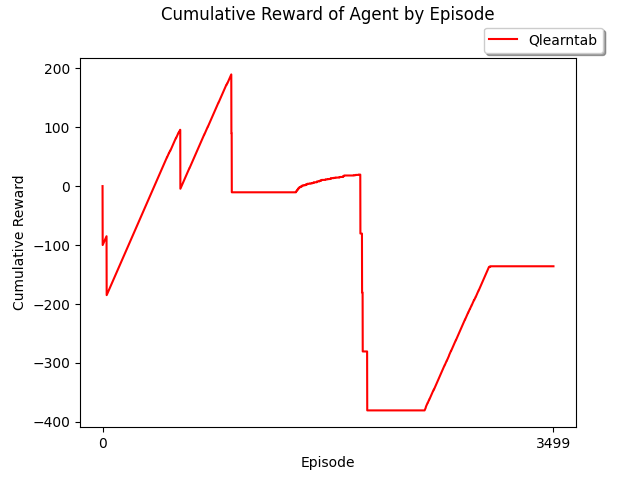 Cumulative Reward of Agent by Episode
Qlearntab
200
100
0
−100
−200
−300
−400
Cumulative Reward
0
3499
Episode